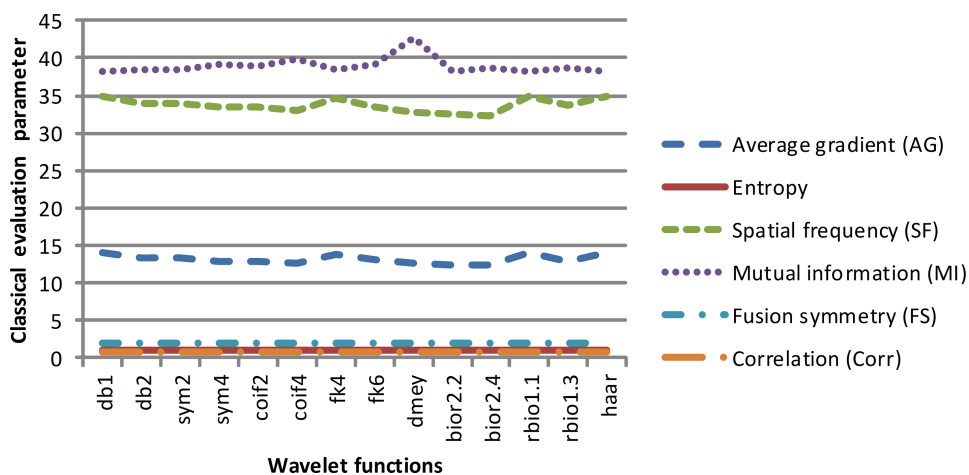 Classical evaluation parameter
45
40
35
30
25
20
15
10
5
0
db1
db2
sym2
sym4
coif2
coif4
fk4
fk6
dmey
bior2.2
bior2.4
rbio1.1
rbio1.3
haar
Wavelet functions
Average gradient (AG)
Entropy
Spatial frequency (SF)
Mutual information (MI)
Fusion symmetry (FS)
Correlation (Corr)